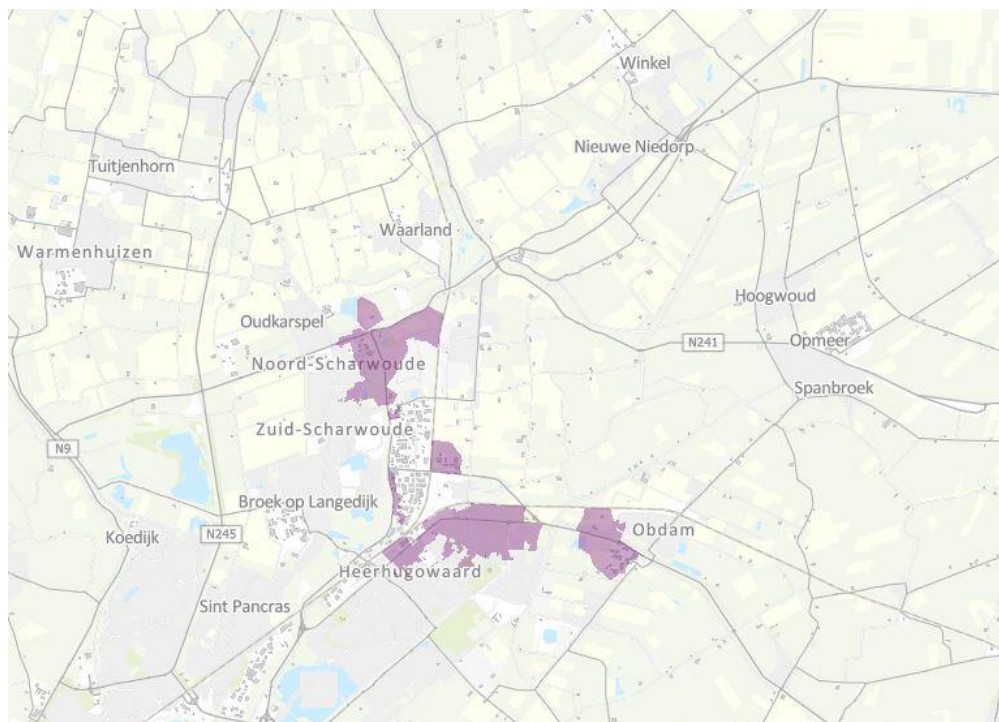 Winkel
Nieuwe Niedorp
Tuitjenhorn
Waarland
Warmenhuizen
Hoogwoud
Oudkarspel
N241
Opmeer
Noord-Scharwoude
Spanbroek
Zuid-Scharwoude
N9
Broek op Langedijk
Koedijk
N245
Obdam
Heerhugowaard
Sint Pancras